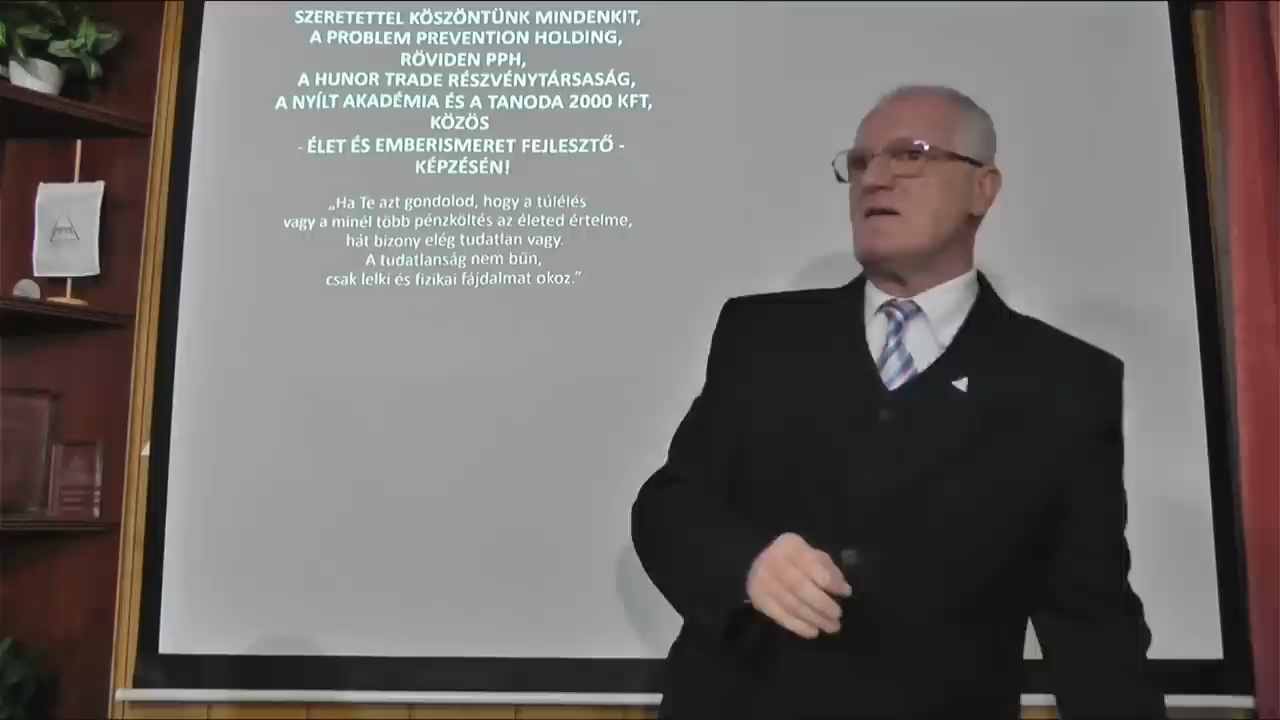 SZERETETTEL KÖSZÖNTÜNK MINDENKIT,
A PROBLEM PREVENTION HOLDING,
RÖVIDEN PPH,
A HUNOR TRADE RÉSZVÉNYTÁRSASÁG,
A NYÍLT AKADÉMIA ÉS A TANODA 2000 KFT,
KÖZÖS
- ÉLET ÉS EMBERISMERET FEJLESZTŐ -
KÉPZÉSÉN!
„Ha Te azt gondolod, hogy a túlélés
vagy a minél több pénzköltés az életed értelme,
hát bizony elég tudatlan vagy.
A tudatlanság nem bűn,
csak lelki és fizikai fájdalmat okoz.”